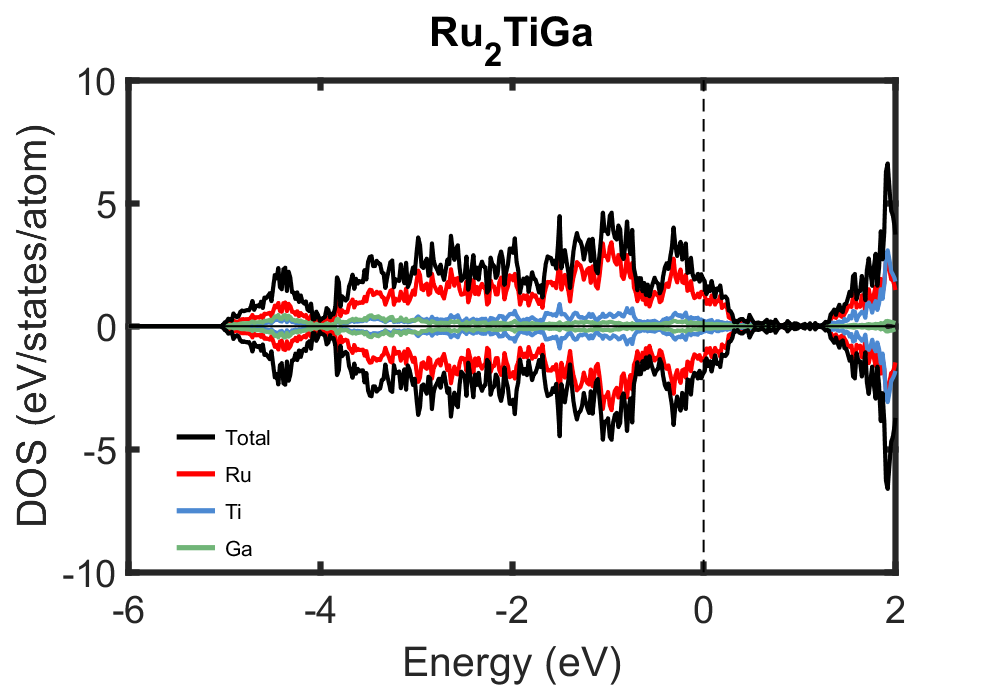 Ru₂TiGa
10
5
0
-5
-10
DOS (eV/states/atom)
Total
Ru
Ti
Ga
-6 -4 -2 0 2
Energy (eV)